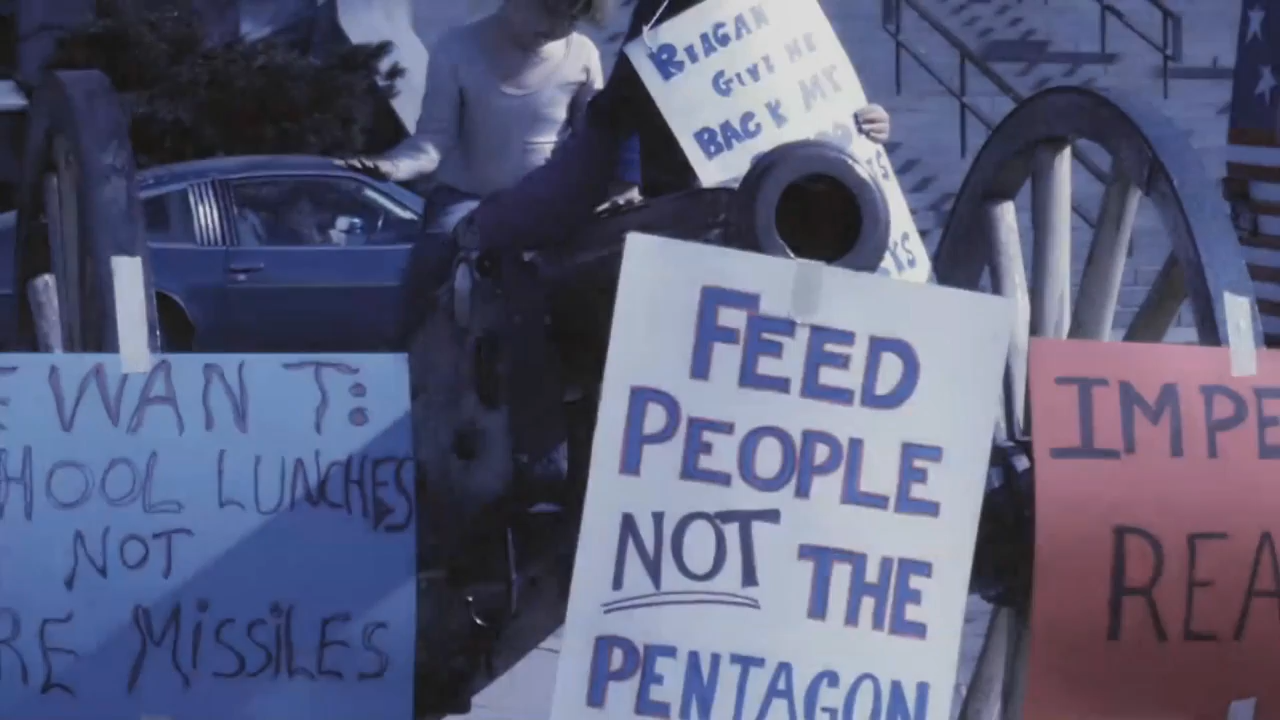 REAGAN
GIVE ME
BACK MY
WANT:
HOOL LUNCHES
NOT
RE MISSILES
FEED
PEOPLE
NOT THE
PENTAGON
IMPE
REA